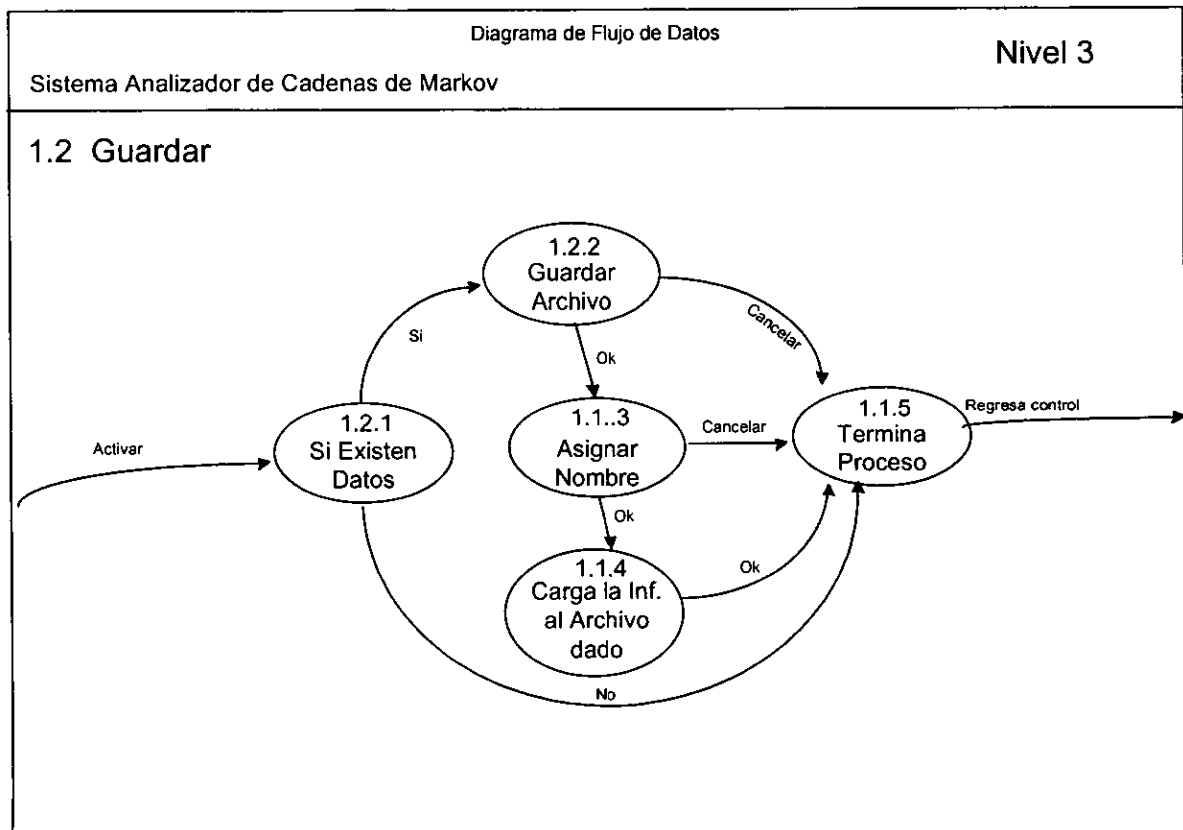 Diagrama de Flujo de Datos
Nivel 3
Sistema Analizador de Cadenas de Markov
1.2 Guardar
1.2.2
Guardar
Archivo
Si
Cancelar
Ok
1.2.1
Si Existen
Datos
Activar
1.1..3
Asignar
Nombre
Cancelar
1.1.5
Termina
Proceso
Regresa control
Ok
1.1.4
Carga la Inf.
al Archivo
dado
Ok
No